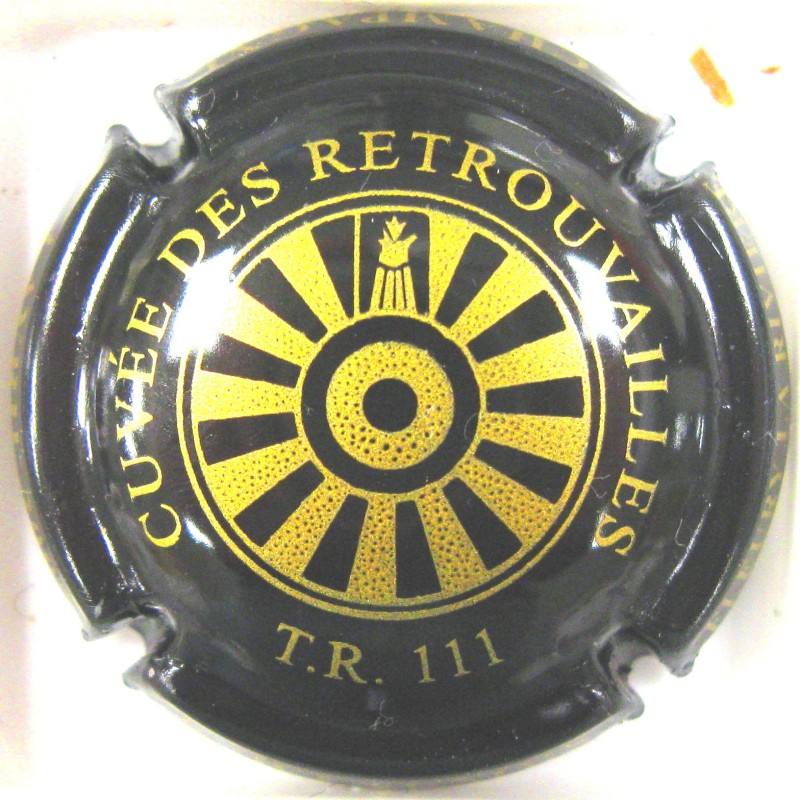 CUVÉE DES RETROUVAILLES
T.R. 111